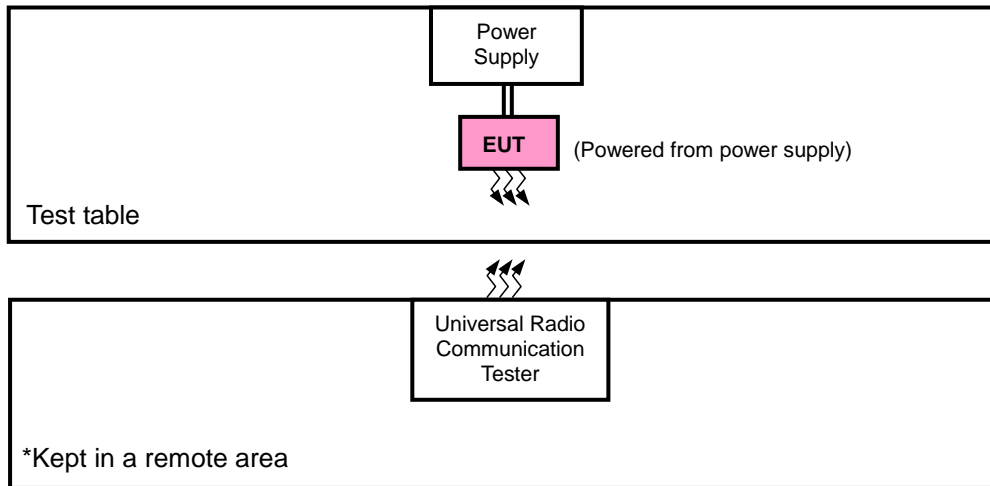 Power
Supply
EUT
(Powered from power supply)
Test table
Universal Radio
Communication
Tester
*Kept in a remote area